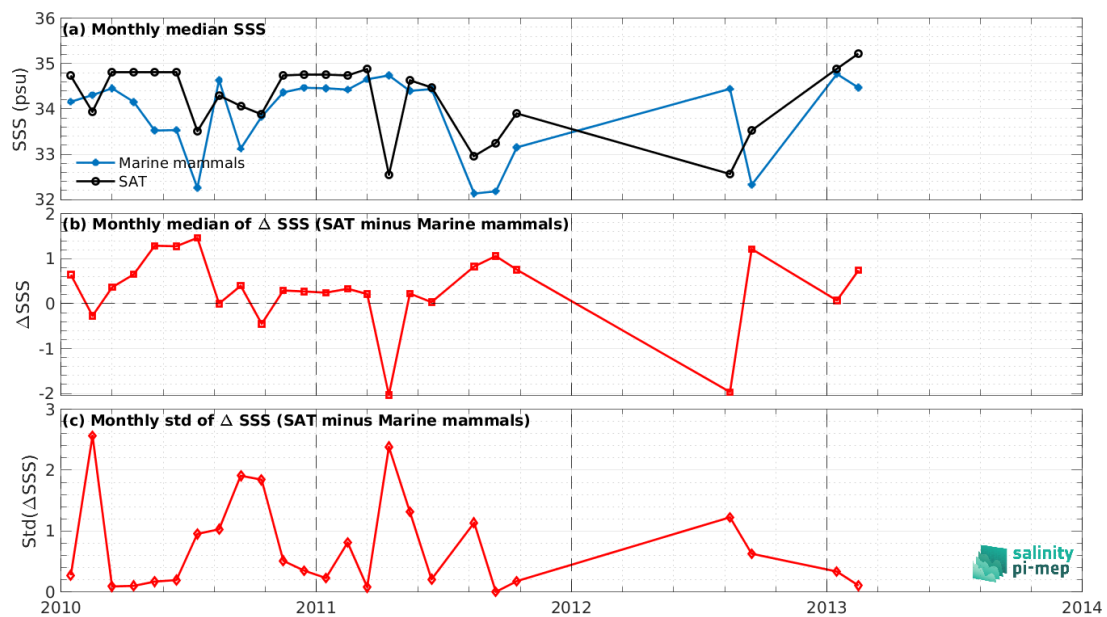 (a) Monthly median SSS
SSS (psu)
36
35
34
33
32
Marine mammals
SAT
(b) Monthly median of Δ SSS (SAT minus Marine mammals)
ΔSSS
2
1
0
-1
-2
(c) Monthly std of Δ SSS (SAT minus Marine mammals)
Std(ΔSSS)
3
2
1
0
2010
2011
2012
2013
2014
salinity
pi-mep